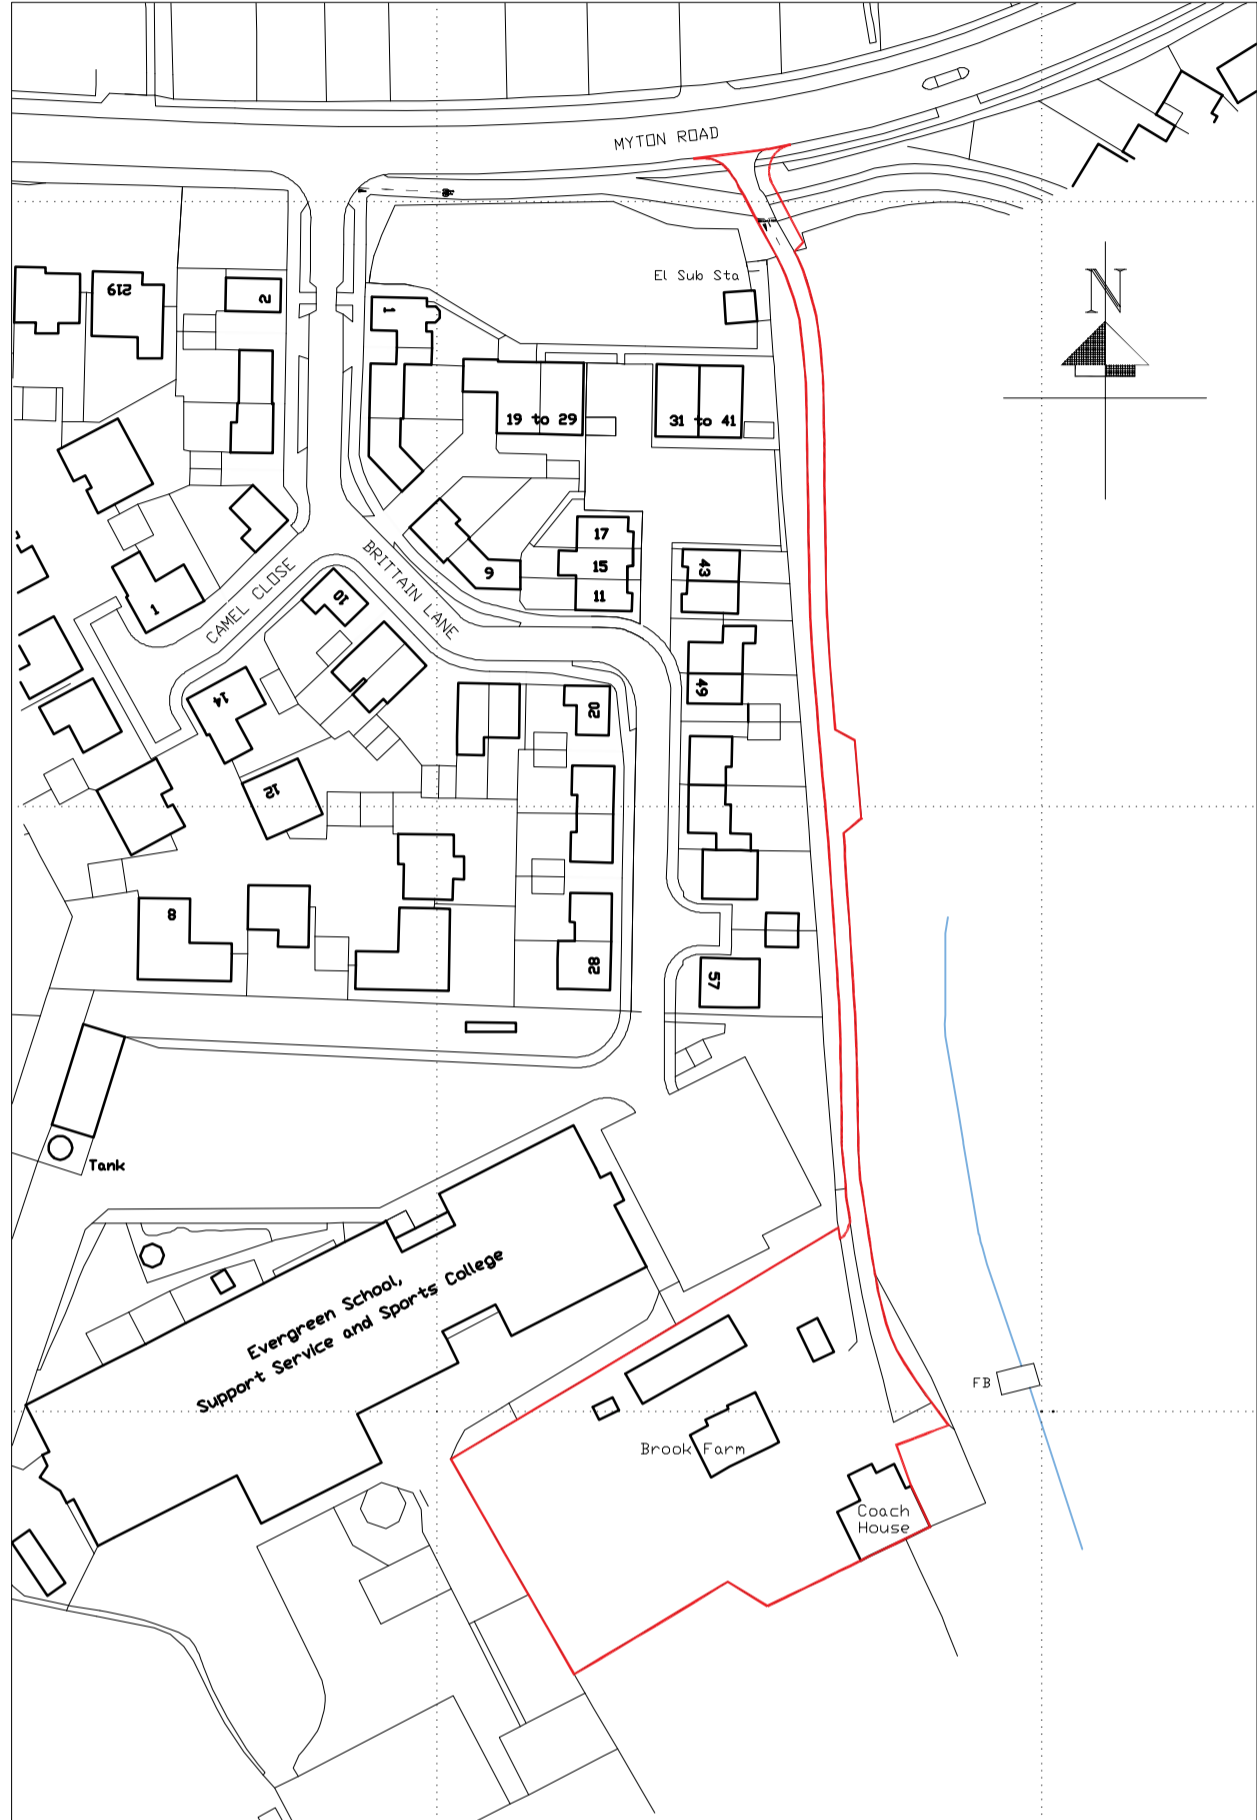 MYTON ROAD
N
El Sub Sta
219
2
1
19 to 29
31 to 41
17
15
11
9
43
49
BRITTAIN LANE
CAMEL CLOSE
1
10
14
12
20
8
28
57
Tank
Evergreen School,
Support Service and Sports College
FB
Brook Farm
Coach
House